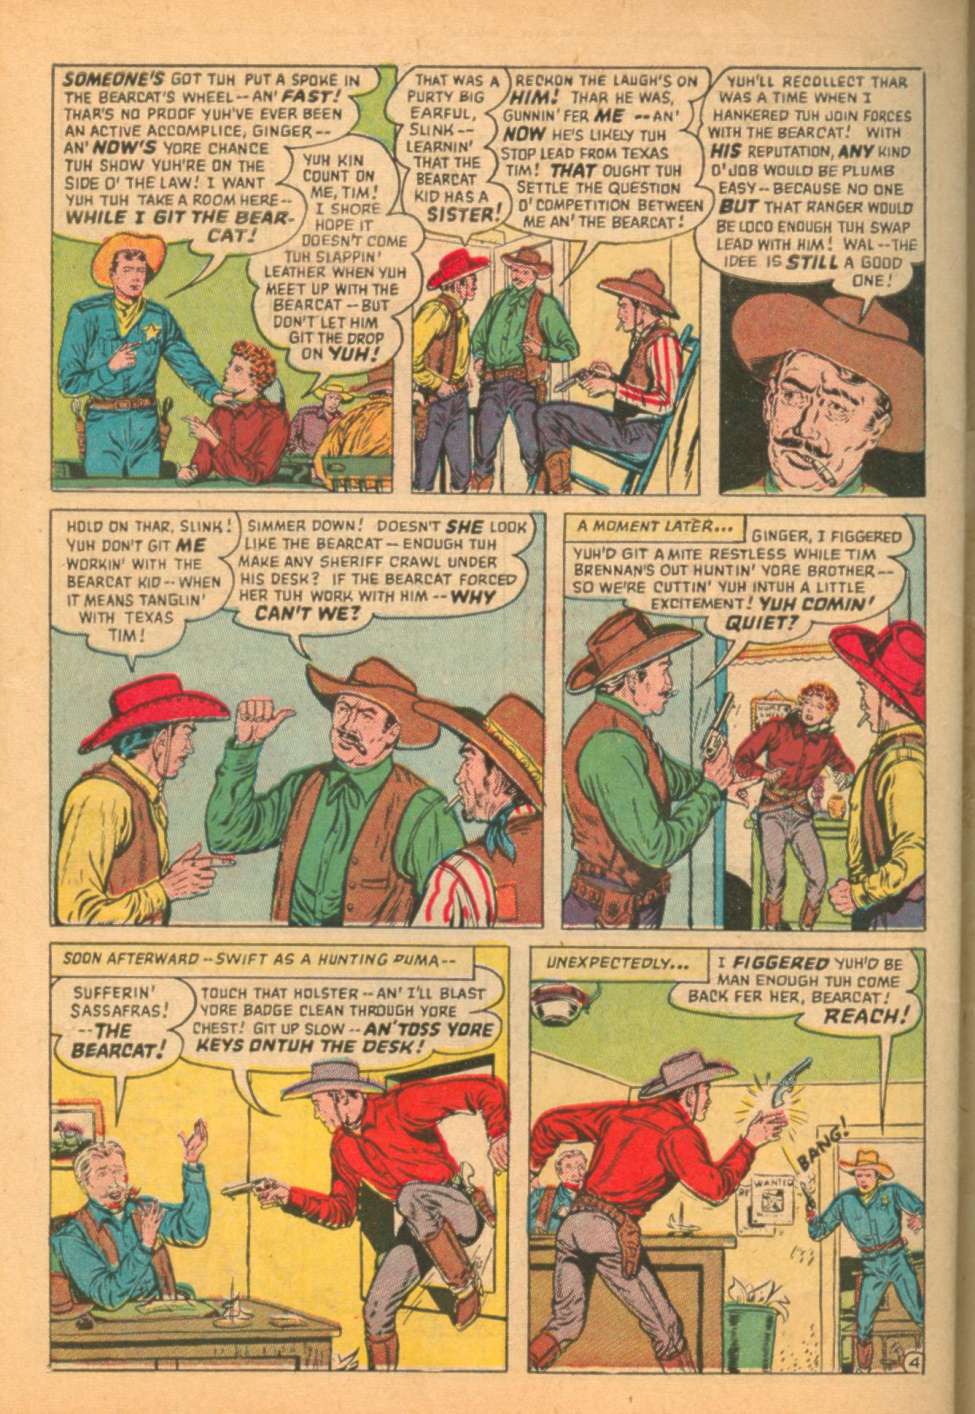 SOMEONE'S GOT TUH PUT A SPOKE IN
THE BEARCAT'S WHEEL--AN' FAST!
THAR'S NO PROOF YUH'VE EVER BEEN
AN ACTIVE ACCOMPLICE, GINGER--
AN' NOW'S YORE CHANCE
TUH SHOW YUH'RE ON THE
SIDE O' THE LAW! I WANT
YUH TUH TAKE A ROOM HERE--
WHILE I GIT THE BEAR-
CAT!
YUH KIN
COUNT ON
ME, TIM!
I SHORE
HOPE IT
DOESN'T COME
TUH SLAPPIN'
LEATHER WHEN YUH
MEET UP WITH THE
BEARCAT--BUT
DON'T LET HIM
GIT THE DROP
ON YUH!
THAT WAS A
PURTY BIG
EARFUL,
SLINK--
LEARNIN'
THAT THE
BEARCAT
KID HAS A
SISTER!
RECKON THE LAUGH'S ON
HIM! THAR HE WAS,
GUNNIN' FER ME -- AN'
NOW HE'S LIKELY TUH
STOP LEAD FROM TEXAS
TIM! THAT OUGHT TUH
SETTLE THE QUESTION
O' COMPETITION BETWEEN
ME AN' THE BEARCAT!
YUH'LL RECOLLECT THAR
WAS A TIME WHEN I
HANKERED TUH JOIN FORCES
WITH THE BEARCAT! WITH
HIS REPUTATION, ANY KIND
O' JOB WOULD BE PLUMB
EASY--BECAUSE NO ONE
BUT THAT RANGER WOULD
BE LOCO ENOUGH TUH SWAP
LEAD WITH HIM! WAL--THE
IDEE IS STILL A GOOD
ONE!
HOLD ON THAR, SLINK!
YUH DON'T GIT ME
WORKIN' WITH THE
BEARCAT KID--WHEN
IT MEANS TANGLIN'
WITH TEXAS
TIM!
SIMMER DOWN! DOESN'T SHE LOOK
LIKE THE BEARCAT--ENOUGH TUH
MAKE ANY SHERIFF CRAWL UNDER
HIS DESK? IF THE BEARCAT FORCED
HER TUH WORK WITH HIM--WHY
CAN'T WE?
A MOMENT LATER...
GINGER, I FIGGERED
YUH'D GIT A MITE RESTLESS WHILE TIM
BRENNAN'S OUT HUNTIN' YORE BROTHER--
SO WE'RE CUTTIN' YUH INTUH A LITTLE
EXCITEMENT! YUH COMIN'
QUIET?
SOON AFTERWARD--SWIFT AS A HUNTING PUMA--
SUFFERIN'
SASSAFRAS!
--THE
BEARCAT!
TOUCH THAT HOLSTER--AN' I'LL BLAST
YORE BADGE CLEAN THROUGH YORE
CHEST! GIT UP SLOW--AN' TOSS YORE
KEYS ONTUH THE DESK!
UNEXPECTEDLY...
I FIGGERED YUH'D BE
MAN ENOUGH TUH COME
BACK FER HER, BEARCAT!
REACH!
BANG!
WANTED
4